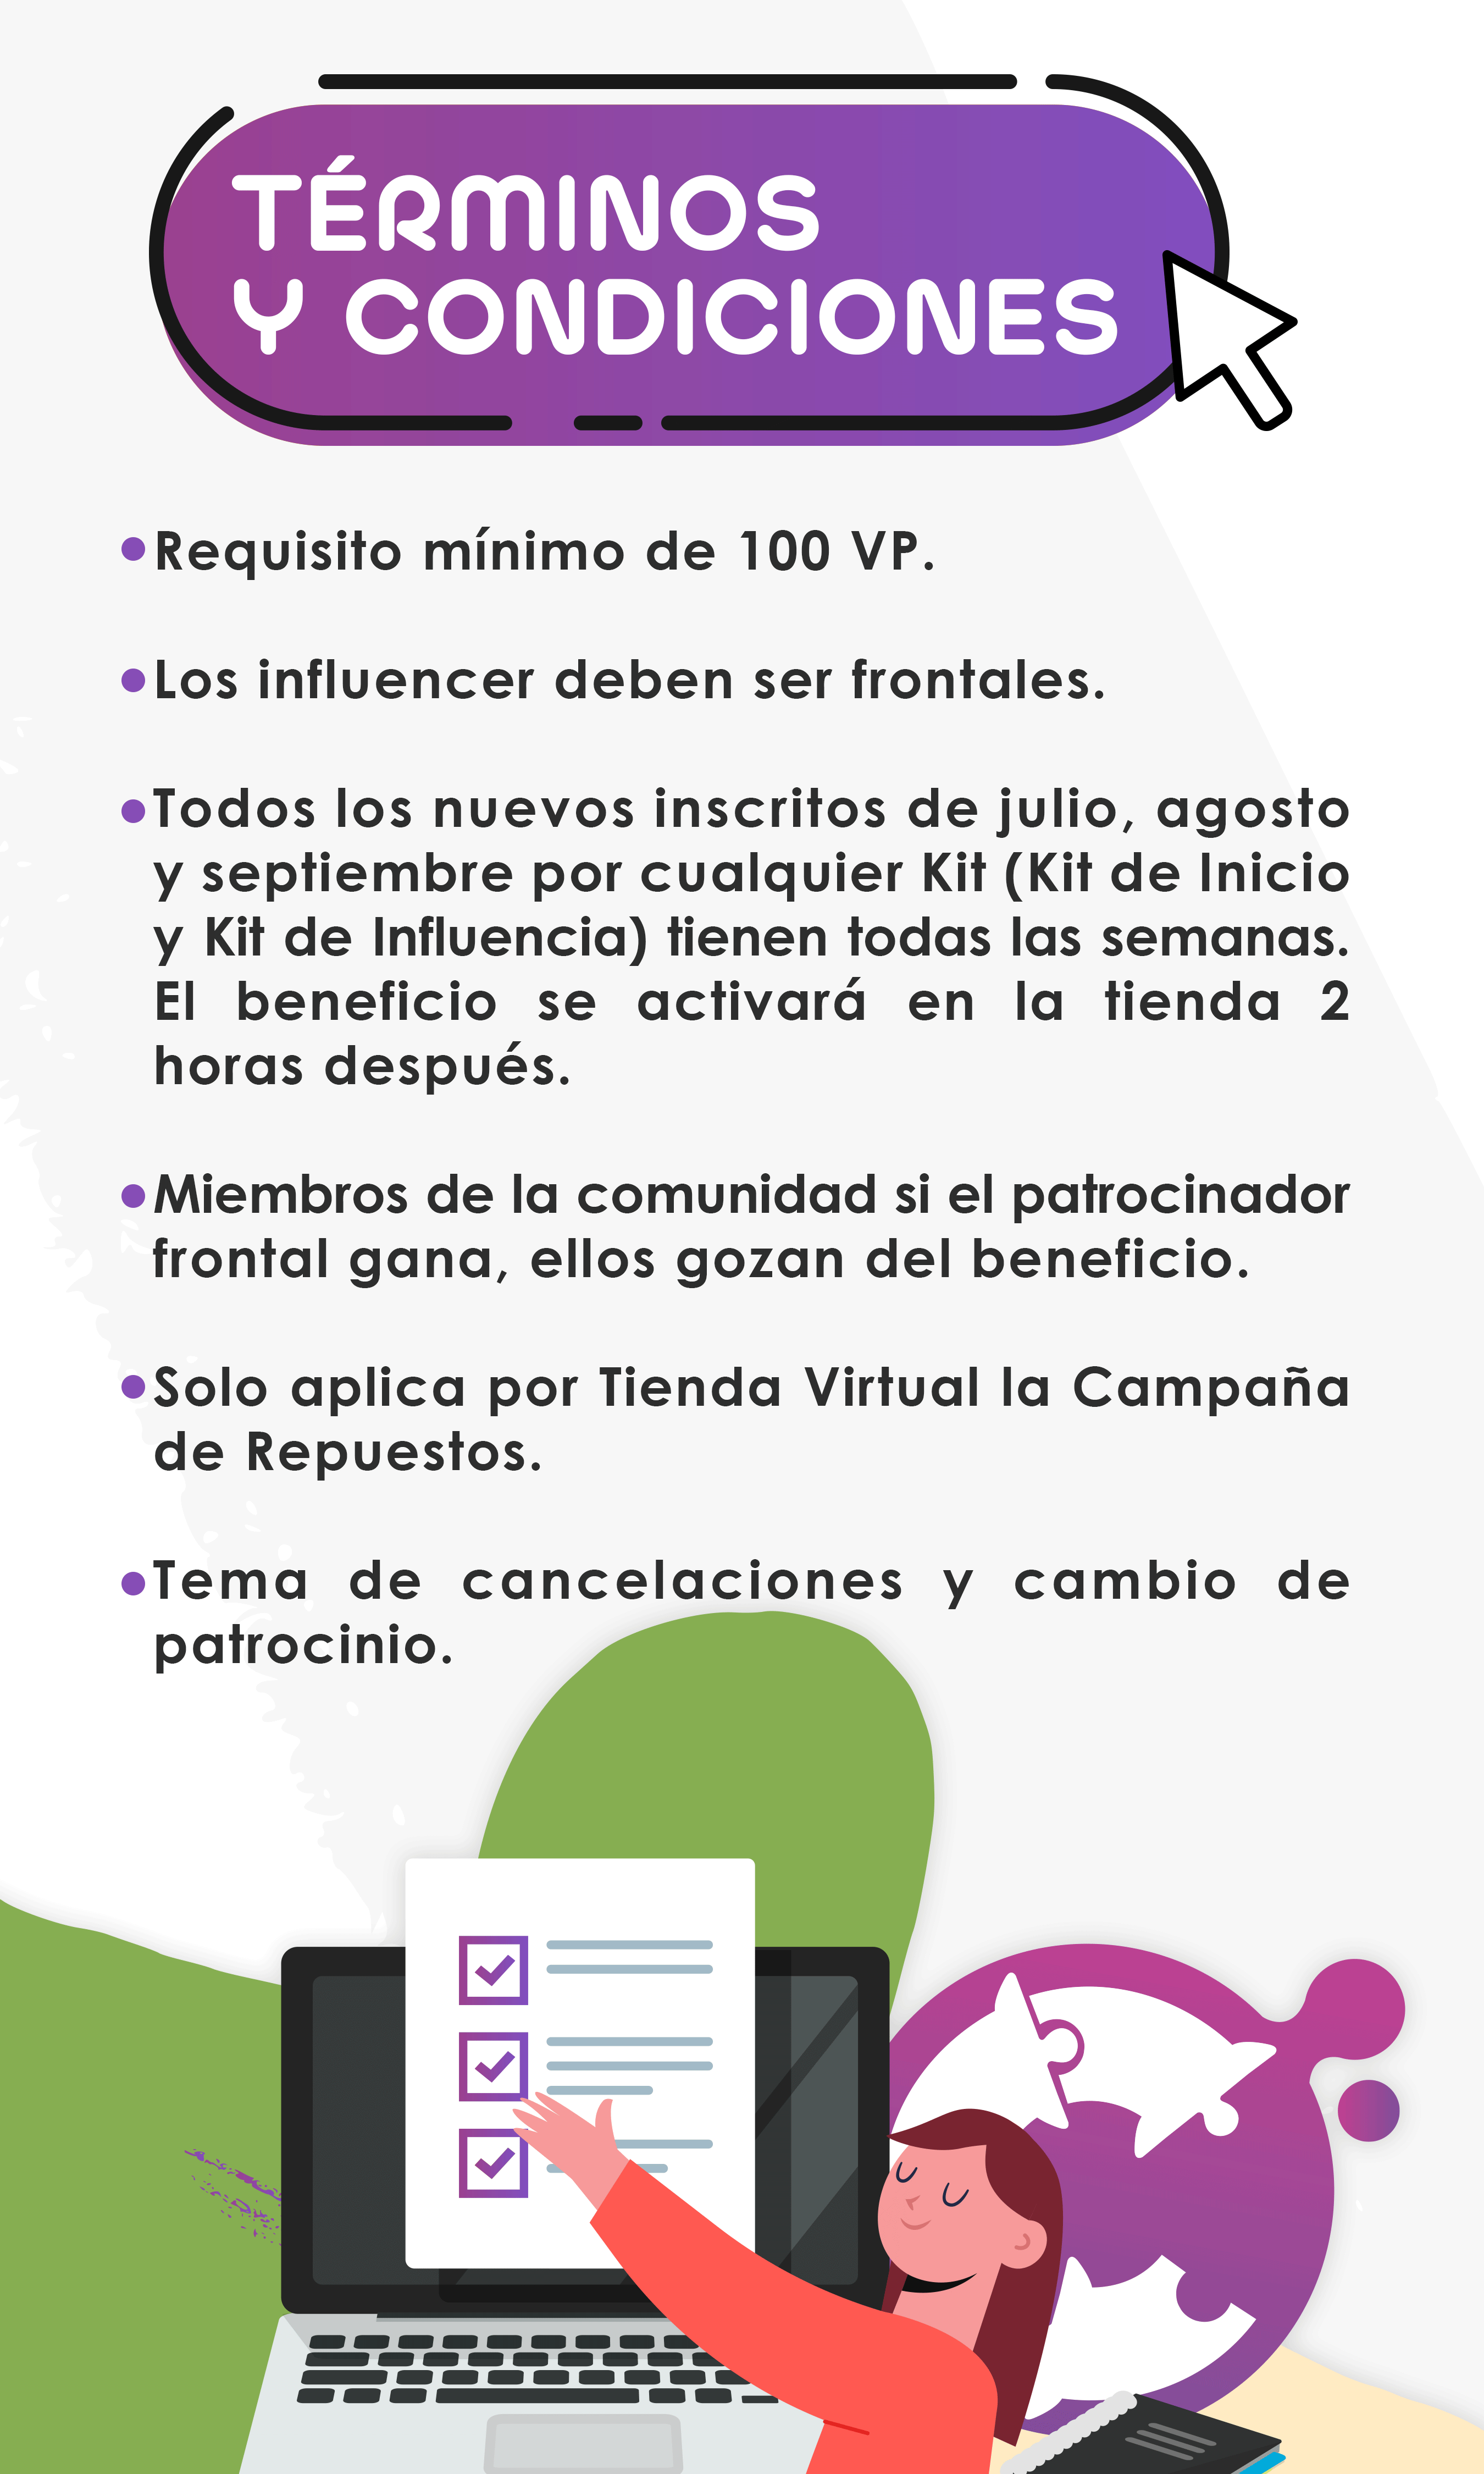 TÉRMINOS
Y CONDICIONES
Requisito mínimo de 100 VP.
Los influencer deben ser frontales.
Todos los nuevos inscritos de julio, agosto
y septiembre por cualquier Kit (Kit de Inicio
y Kit de Influencia) tienen todas las semanas.
El beneficio se activará en la tienda 2
horas después.
Miembros de la comunidad si el patrocinador
frontal gana, ellos gozan del beneficio.
Solo aplica por Tienda Virtual la Campaña
de Repuestos.
Tema de cancelaciones y cambio de
patrocinio.